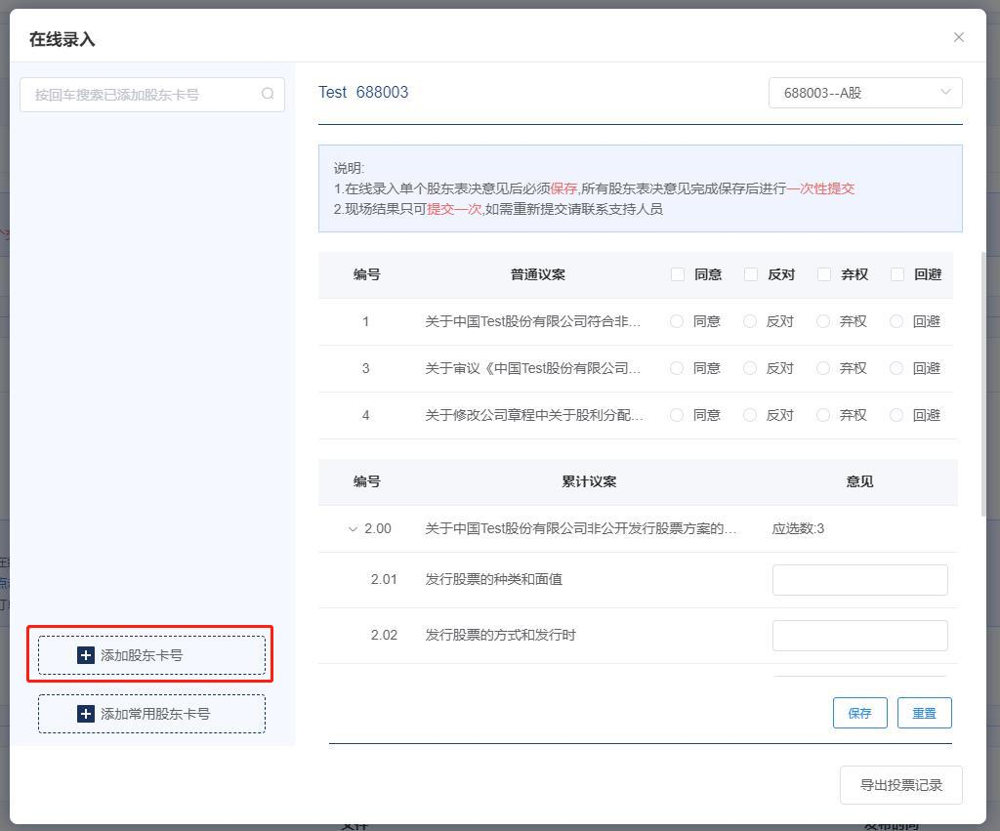 在线录入
按回车搜索已添加股东卡号
Test 688003
688003--A股
说明:
1.在线录入单个股东表决意见后必须保存,所有股东表决意见完成保存后进行一次性提交
2.现场结果只可提交一次,如需重新提交请联系支持人员
编号 普通议案 同意 反对 弃权 回避
1 关于中国Test股份有限公司符合非... 同意 反对 弃权 回避
3 关于审议《中国Test股份有限公司... 同意 反对 弃权 回避
4 关于修改公司章程中关于股利分配... 同意 反对 弃权 回避
编号 累计议案 意见
2.00 关于中国Test股份有限公司非公开发行股票方案的... 应选数:3
2.01 发行股票的种类和面值
2.02 发行股票的方式和发行时
添加股东卡号
添加常用股东卡号
保存 重置
导出投票记录